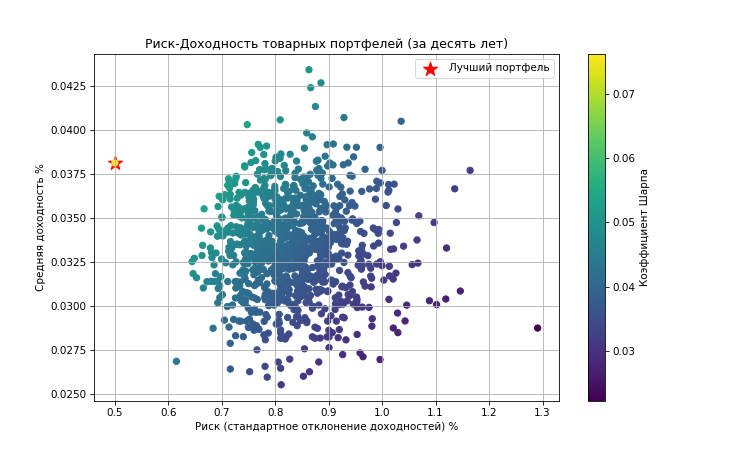 Риск-Доходность товарных портфелей (за десять лет)
Лучший портфель
0.0425
0.0400
0.0375
0.0350
0.0325
0.0300
0.0275
0.0250
Средняя доходность %
0.5 0.6 0.7 0.8 0.9 1.0 1.1 1.2 1.3
Риск (стандартное отклонение доходностей) %
0.07
0.06
0.05
0.04
0.03
Коэффициент Шарпа